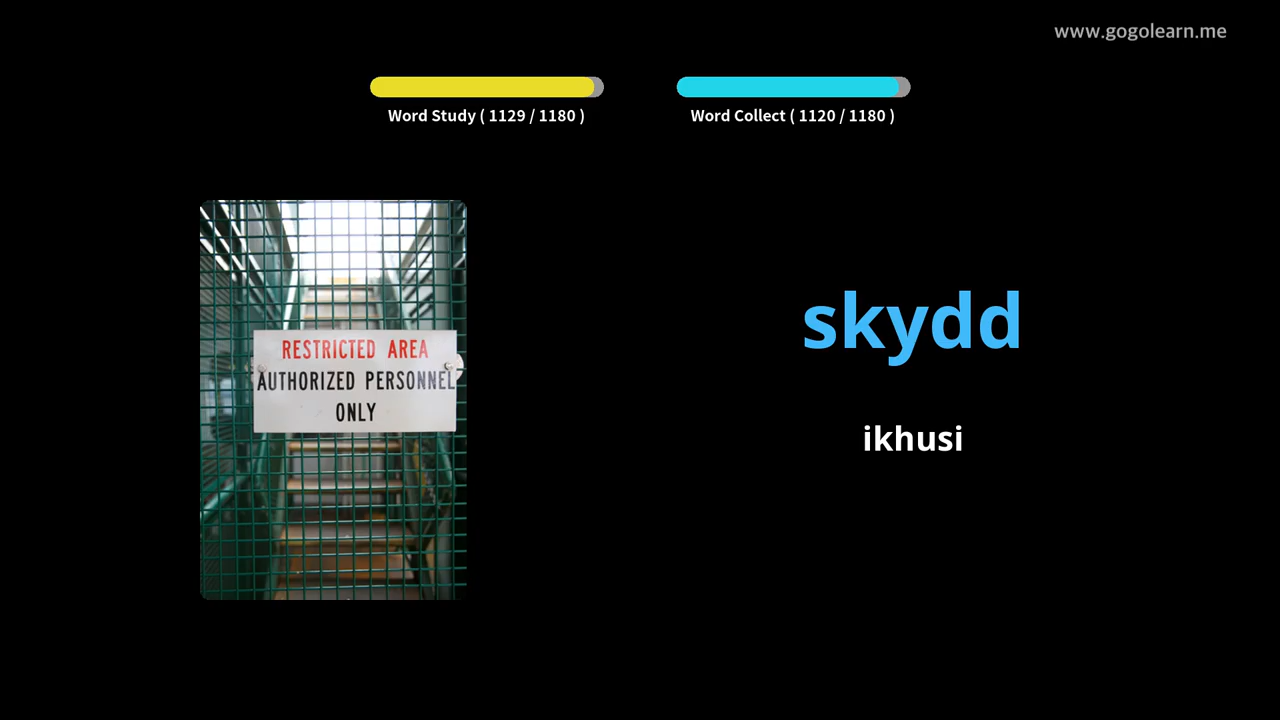 www.gogolearn.me
Word Study ( 1129 / 1180 )
Word Collect ( 1120 / 1180 )
RESTRICTED AREA
AUTHORIZED PERSONNEL
ONLY
skydd
ikhusi